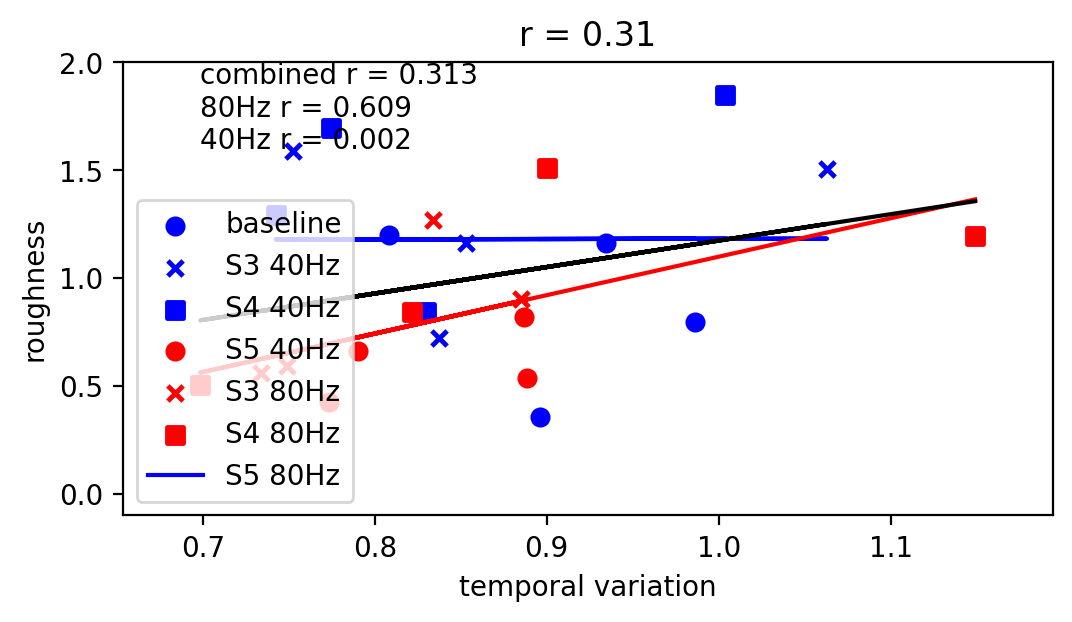 r = 0.31
combined r = 0.313
80Hz r = 0.609
40Hz r = 0.002
2.0
1.5
1.0
0.5
0.0
roughness
baseline
S3 40Hz
S4 40Hz
S5 40Hz
S3 80Hz
S4 80Hz
S5 80Hz
0.7 0.8 0.9 1.0 1.1
temporal variation